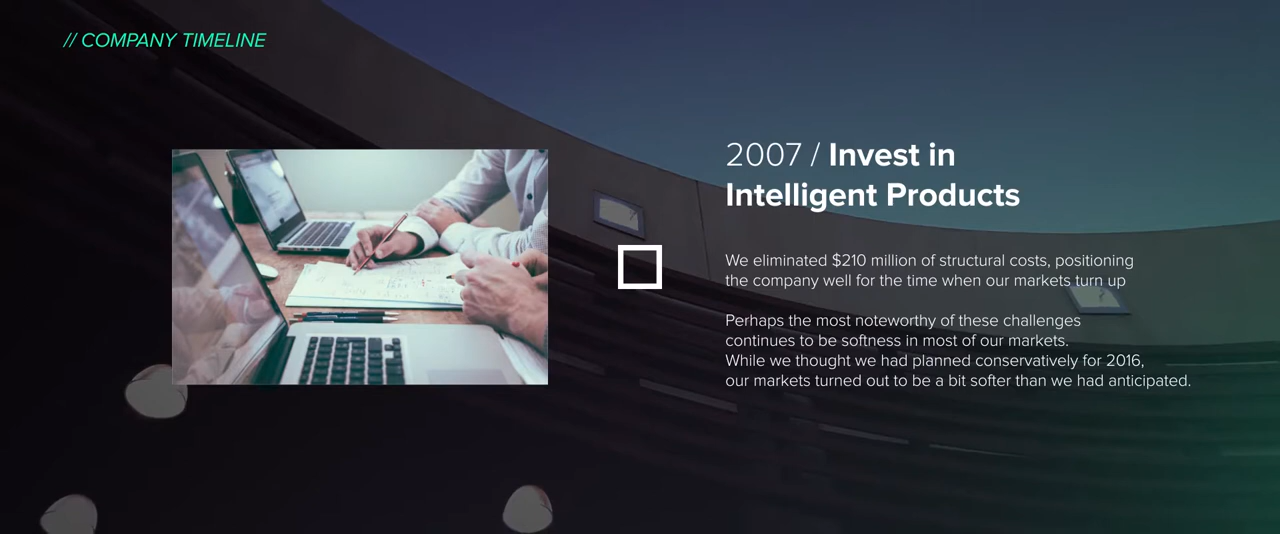 // COMPANY TIMELINE
2007 / Invest in
Intelligent Products
We eliminated $210 million of structural costs, positioning
the company well for the time when our markets turn up
Perhaps the most noteworthy of these challenges
continues to be softness in most of our markets.
While we thought we had planned conservatively for 2016,
our markets turned out to be a bit softer than we had anticipated.